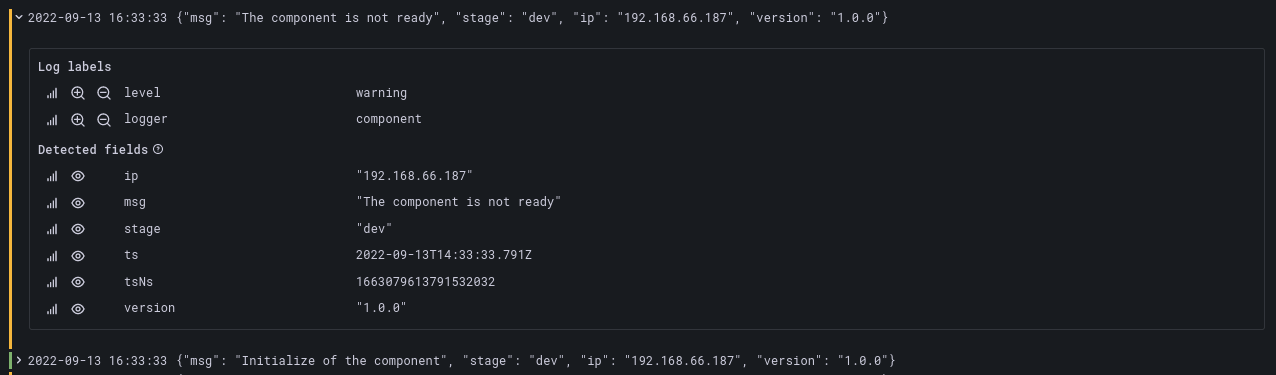 2022-09-13 16:33:33 {"msg": "The component is not ready", "stage": "dev", "ip": "192.168.66.187", "version": "1.0.0"}
Log labels
level warning
logger component
Detected fields
ip "192.168.66.187"
msg "The component is not ready"
stage "dev"
ts 2022-09-13T14:33:33.791Z
tsNs 1663079613791532032
version "1.0.0"
2022-09-13 16:33:33 {"msg": "Initialize of the component", "stage": "dev", "ip": "192.168.66.187", "version": "1.0.0"}